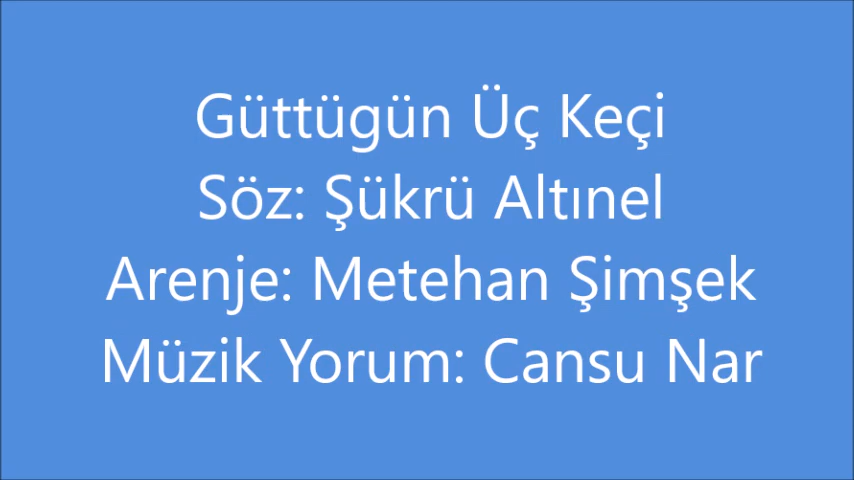 Güttügün Üç Keçi
Söz: Şükrü Altınel
Arenje: Metehan Şimşek
Müzik Yorum: Cansu Nar